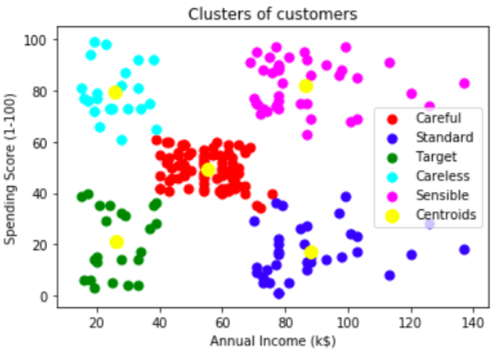 Clusters of customers
100
80
60
40
20
0
Spending Score (1-100)
Careful
Standard
Target
Careless
Sensible
Centroids
20
40
60
80
100
120
140
Annual Income (k$)